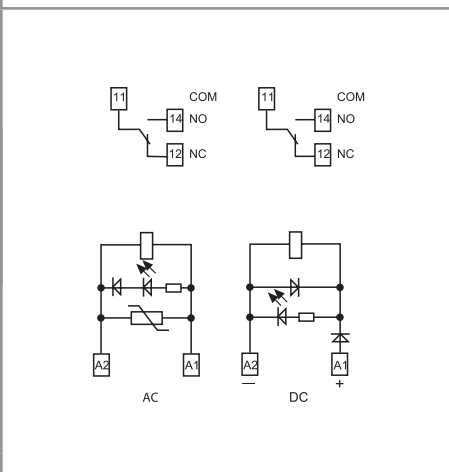 11 COM 11 COM
14 NO 14 NO
12 NC 12 NC
A2 A1 A2 A1
— +
AC DC